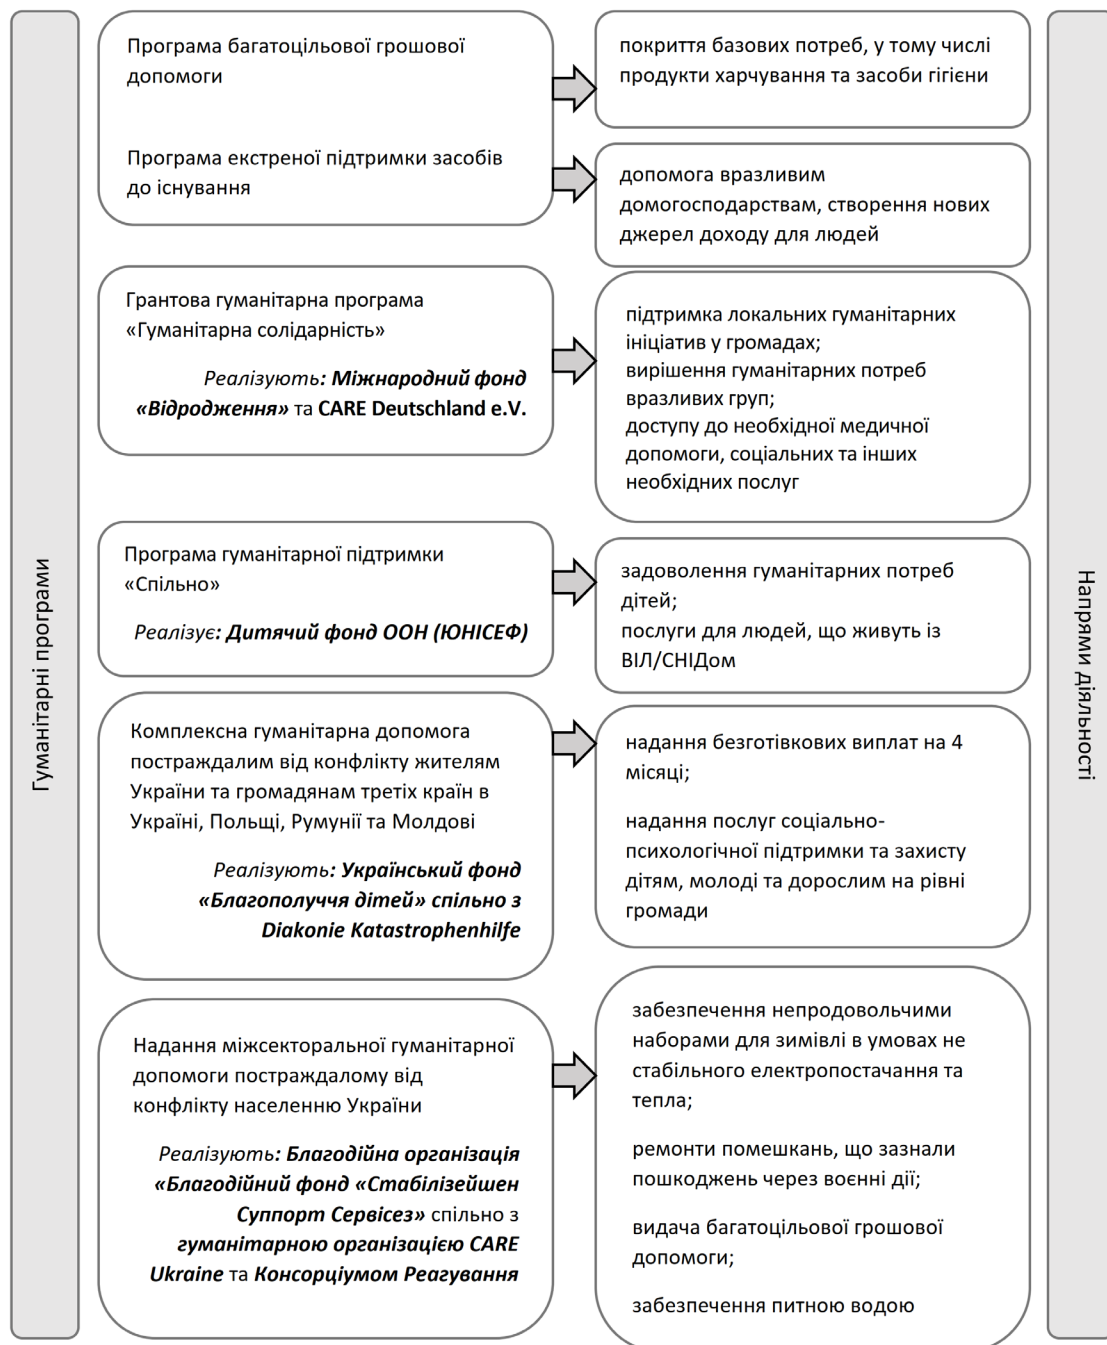 Гуманітарні програми
Програма багатоцільової грошової
допомоги
покриття базових потреб, у тому числі
продукти харчування та засоби гігієни
Програма екстреної підтримки засобів
до існування
допомога вразливим
домогосподарствам, створення нових
джерел доходу для людей
Грантова гуманітарна програма
«Гуманітарна солідарність»
Реалізують: Міжнародний фонд
«Відродження» та CARE Deutschland e.V.
підтримка локальних гуманітарних
ініціатив у громадах;
вирішення гуманітарних потреб
вразливих груп;
доступу до необхідної медичної
допомоги, соціальних та інших
необхідних послуг
Програма гуманітарної підтримки
«Спільно»
Реалізує: Дитячий фонд ООН (ЮНІСЕФ)
задоволення гуманітарних потреб
дітей;
послуги для людей, що живуть із
ВІЛ/СНІДом
Комплексна гуманітарна допомога
постраждалим від конфлікту жителям
України та громадянам третіх країн в
Україні, Польщі, Румунії та Молдові
Реалізують: Український фонд
«Благополуччя дітей» спільно з
Diakonie Katastrophenhilfe
надання безготівкових виплат на 4
місяці;
надання послуг соціально-
психологічної підтримки та захисту
дітям, молоді та дорослим на рівні
громади
Надання міжсекторальної гуманітарної
допомоги постраждалому від
конфлікту населенню України
Реалізують: Благодійна організація
«Благодійний фонд «Стабілізейшен
Суппорт Сервісез» спільно з
гуманітарною організацією CARE
Ukraine та Консорціумом Реагування
забезпечення непродовольчими
наборами для зимівлі в умовах не
стабільного електропостачання та
тепла;
ремонти помешкань, що зазнали
пошкоджень через воєнні дії;
видача багатоцільової грошової
допомоги;
забезпечення питною водою
Напрями діяльності